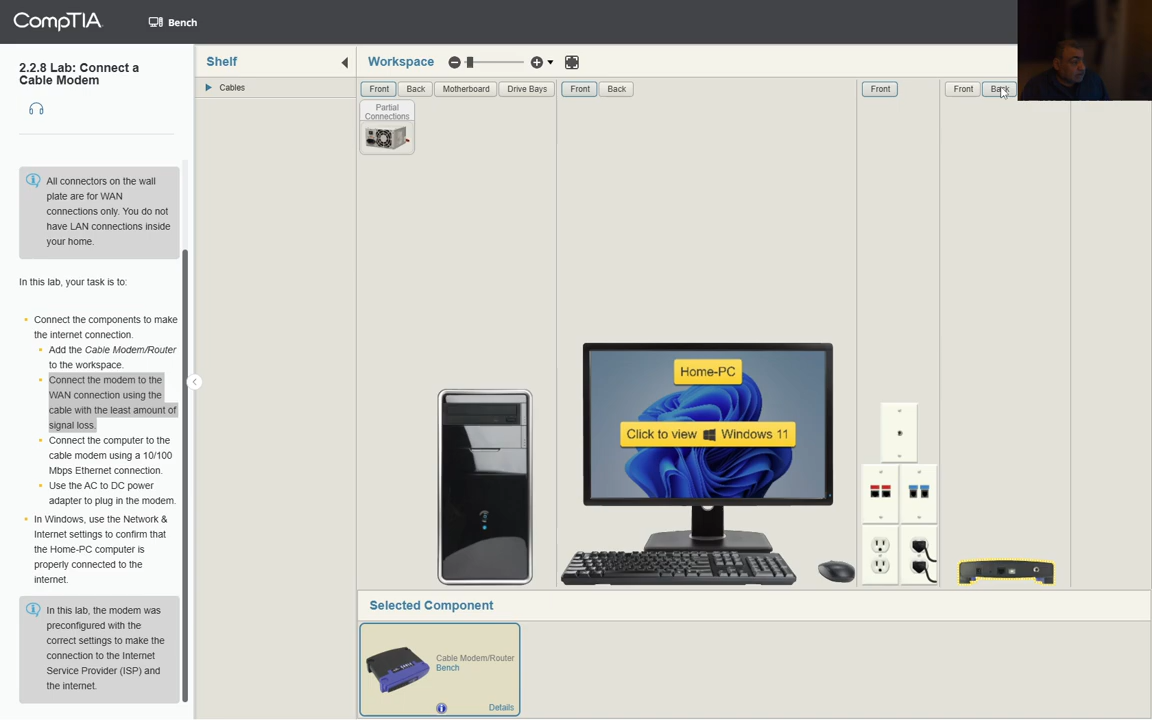 CompTIA.
Bench
2.2.8 Lab: Connect a
Cable Modem
All connectors on the wall
plate are for WAN
connections only. You do not
have LAN connections inside
your home.
In this lab, your task is to:
Connect the components to make
the internet connection.
Add the Cable Modem/Router
to the workspace.
Connect the modem to the
WAN connection using the
cable with the least amount of
signal loss.
Connect the computer to the
cable modem using a 10/100
Mbps Ethernet connection.
Use the AC to DC power
adapter to plug in the modem.
In Windows, use the Network &
Internet settings to confirm that
the Home-PC computer is
properly connected to the
internet.
In this lab, the modem was
preconfigured with the
correct settings to make the
connection to the Internet
Service Provider (ISP) and
the internet.
Shelf
Cables
Workspace
Front Back Motherboard Drive Bays Front Back Front Front Back
Partial
Connections
Home-PC
Click to view Windows 11
Selected Component
Cable Modem/Router
Bench
Details